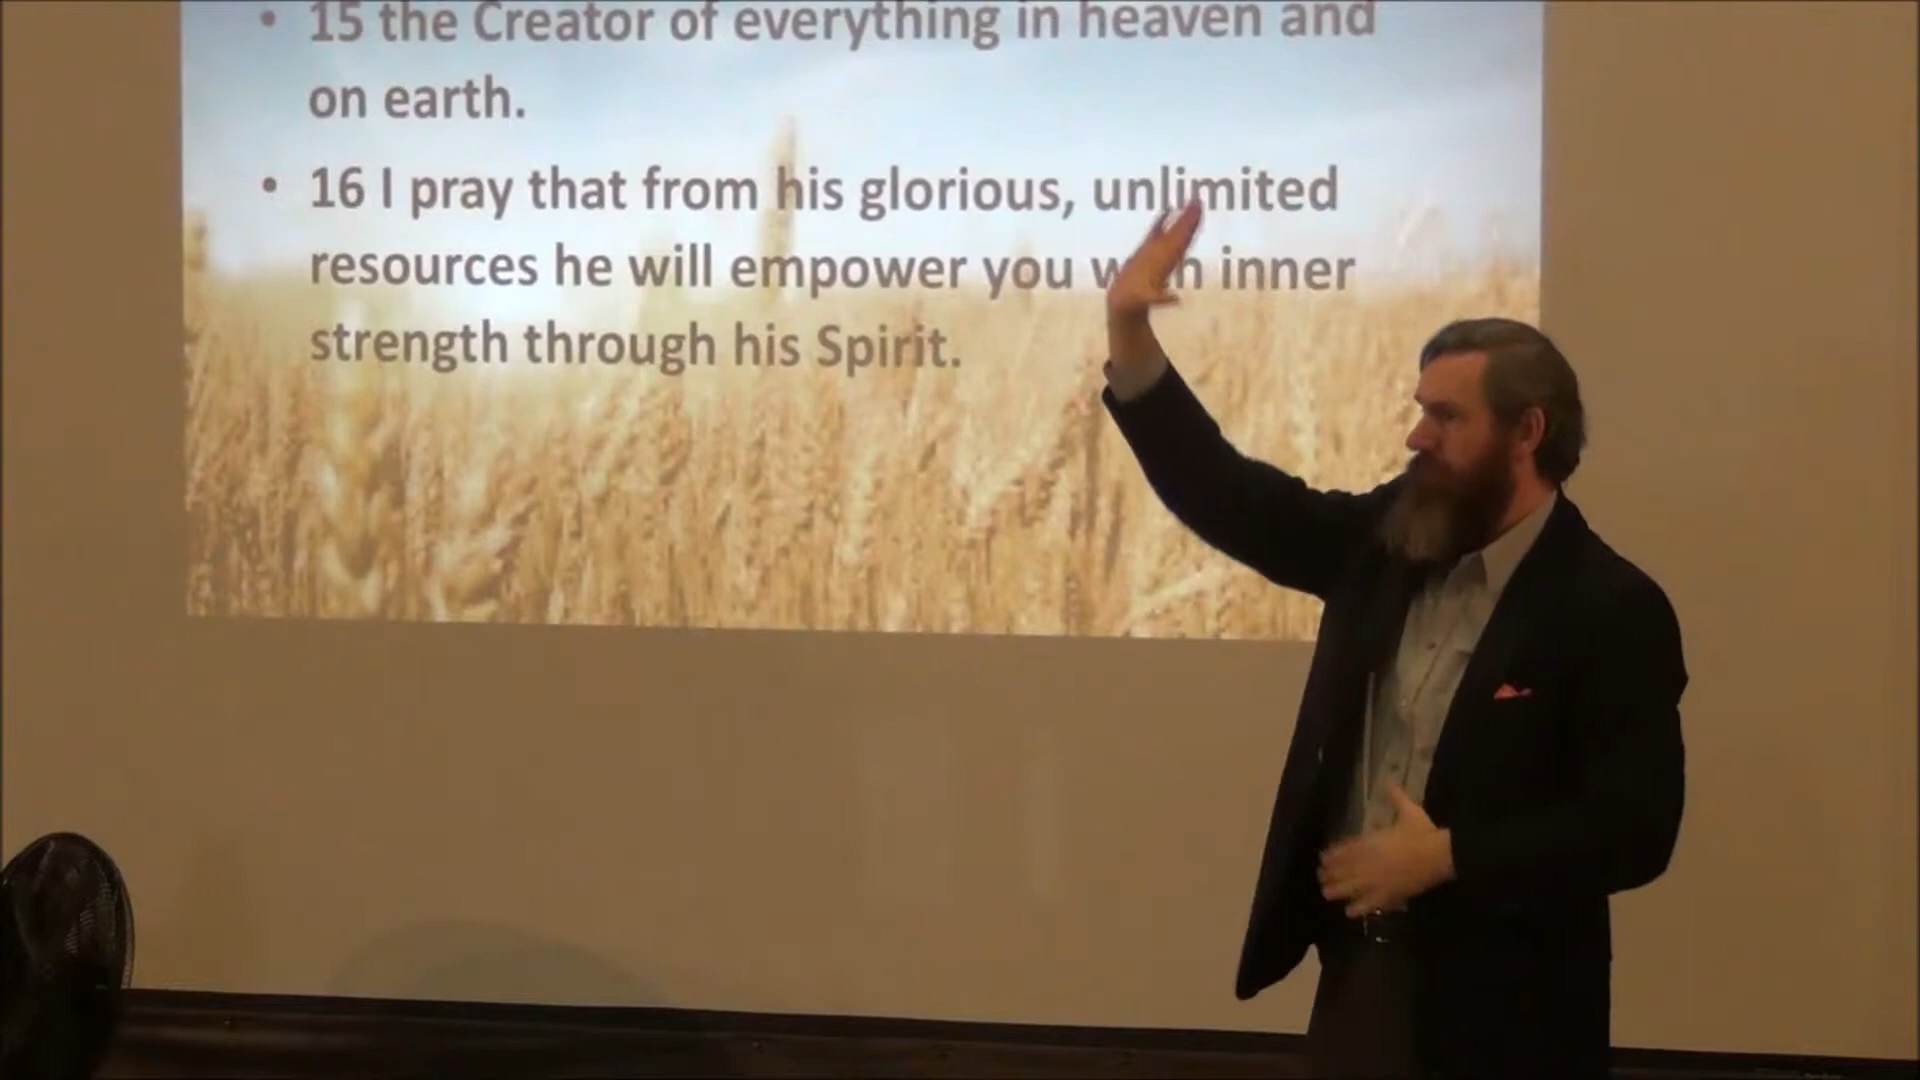 • 15 the Creator of everything in heaven and
on earth.
• 16 I pray that from his glorious, unlimited
resources he will empower you with inner
strength through his Spirit.